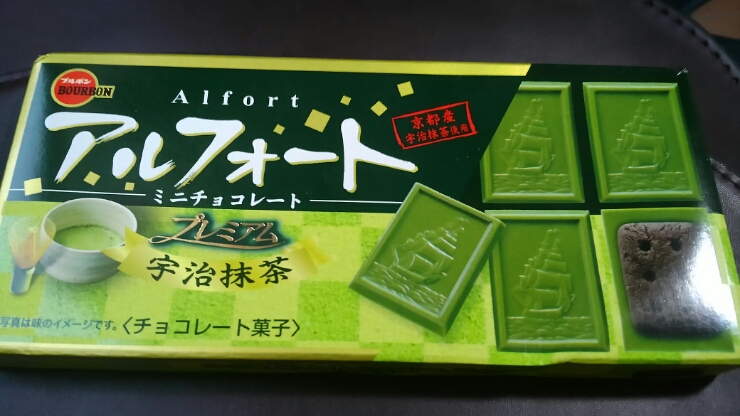 ブルボン
BOURBON
Alfort
アルフォート
京都産
宇治抹茶使用
ミニチョコレート
プレミアム
宇治抹茶
写真は味のイメージです。
〈チョコレート菓子〉